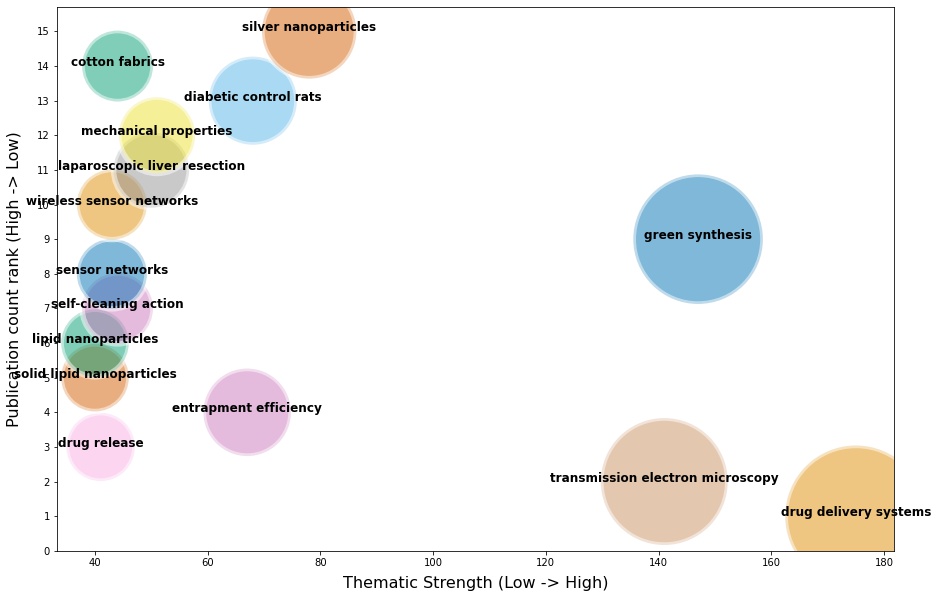 silver nanoparticles
15
cotton fabrics
14
diabetic control rats
13
mechanical properties
12
laparoscopic liver resection
11
wireless sensor networks
10
green synthesis
9
sensor networks
8
self-cleaning action
7
lipid nanoparticles
6
solid lipid nanoparticles
5
entrapment efficiency
4
drug release
3
transmission electron microscopy
2
drug delivery systems
1
0
Publication count rank (High -> Low)
40 60 80 100 120 140 160 180
Thematic Strength (Low -> High)